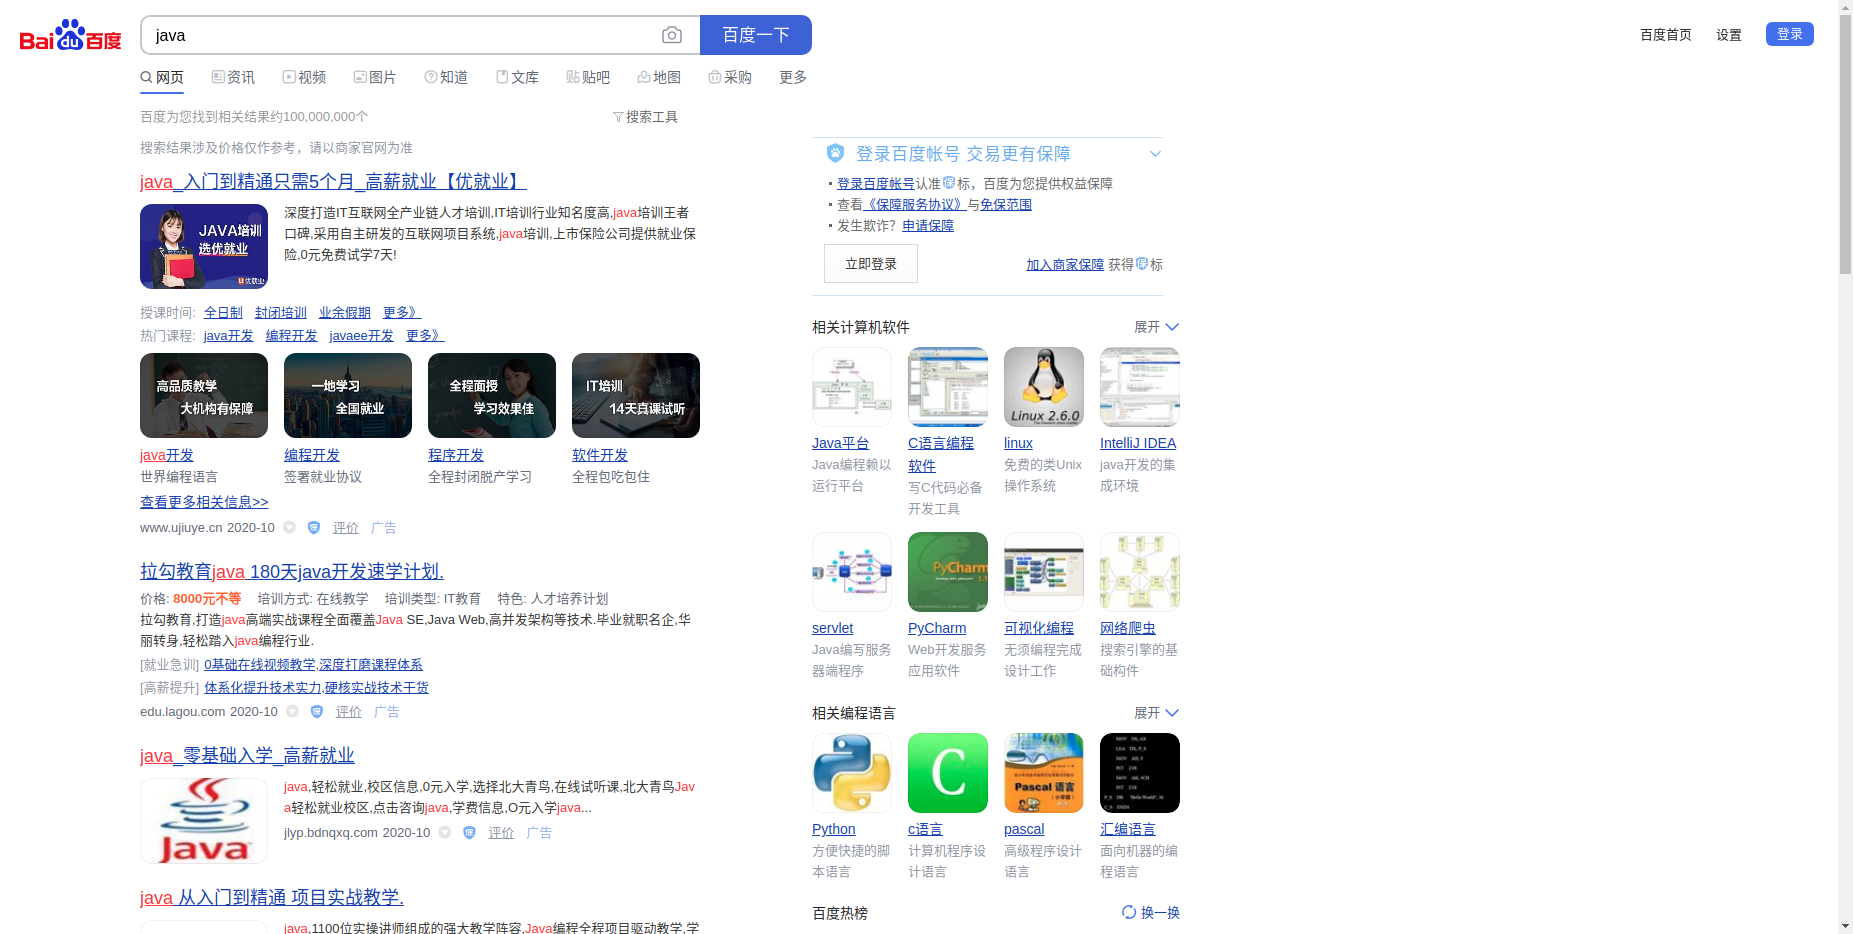 Bai du 百度
java
百度一下
百度首页
设置
登录
网页
资讯
视频
图片
知道
文库
贴吧
地图
采购
更多
百度为您找到相关结果约100,000,000个
搜索工具
搜索结果涉及价格仅作参考，请以商家官网为准
java_入门到精通只需5个月_高薪就业【优就业】
JAVA培训
选优就业
优就业
深度打造IT互联网全产业链人才培训,IT培训行业知名度高,java培训王者
口碑,采用自主研发的互联网项目系统,java培训,上市保险公司提供就业保
险,0元免费试学7天!
授课时间: 全日制 封闭培训 业余假期 更多》
热门课程: java开发 编程开发 javaee开发 更多》
高品质教学
大机构有保障
一地学习
全国就业
全程面授
学习效果佳
IT培训
14天真课试听
java开发
世界编程语言
编程开发
签署就业协议
程序开发
全程封闭脱产学习
软件开发
全程包吃包住
查看更多相关信息>>
www.ujiuye.cn 2020-10 保 评价 广告
拉勾教育java 180天java开发速学计划.
价格: 8000元不等 培训方式: 在线教学 培训类型: IT教育 特色: 人才培养计划
拉勾教育,打造java高端实战课程全面覆盖Java SE,Java Web,高并发架构等技术.毕业就职名企,华
丽转身,轻松踏入java编程行业.
[就业急训] 0基础在线视频教学,深度打磨课程体系
[高薪提升] 体系化提升技术实力,硬核实战技术干货
edu.lagou.com 2020-10 保 评价 广告
java_零基础入学_高薪就业
Java
java,轻松就业,校区信息,0元入学,选择北大青鸟,在线试听课,北大青鸟Jav
a轻松就业校区,点击咨询java,学费信息,O元入学java...
jlyp.bdnqxq.com 2020-10 保 评价 广告
java 从入门到精通 项目实战教学.
java,1100位实操讲师组成的强大教学阵容,Java编程全程项目驱动教学,学
登录百度帐号 交易更有保障
登录百度帐号认准保标，百度为您提供权益保障
查看《保障服务协议》与免保范围
发生欺诈？申请保障
立即登录
加入商家保障 获得保标
相关计算机软件
展开
Linux 2.6.0
Java平台
Java编程赖以
运行平台
C语言编程
软件
写C代码必备
开发工具
linux
免费的类Unix
操作系统
IntelliJ IDEA
java开发的集
成环境
PyCharm
servlet
Java编写服务
器端程序
PyCharm
Web开发服务
应用软件
可视化编程
无须编程完成
设计工作
网络爬虫
搜索引擎的基
础构件
相关编程语言
展开
C
Pascal 语言
Python
方便快捷的脚
本语言
c语言
计算机程序设
计语言
pascal
高级程序设计
语言
汇编语言
面向机器的编
程语言
百度热榜
换一换